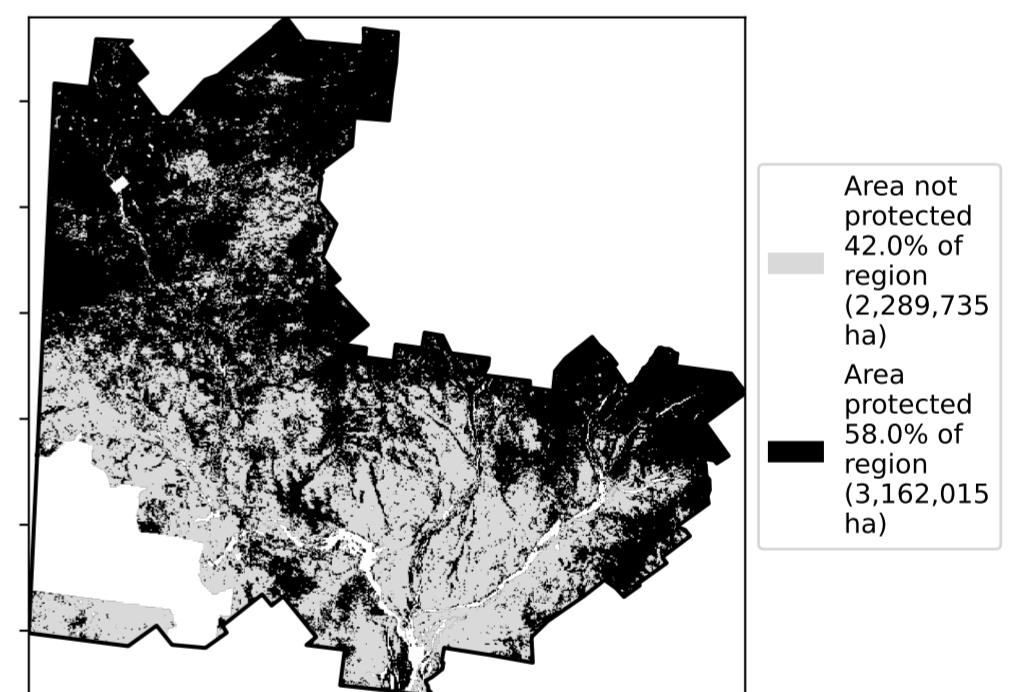 Area not
protected
42.0% of
region
(2,289,735
ha)
Area
protected
58.0% of
region
(3,162,015
ha)